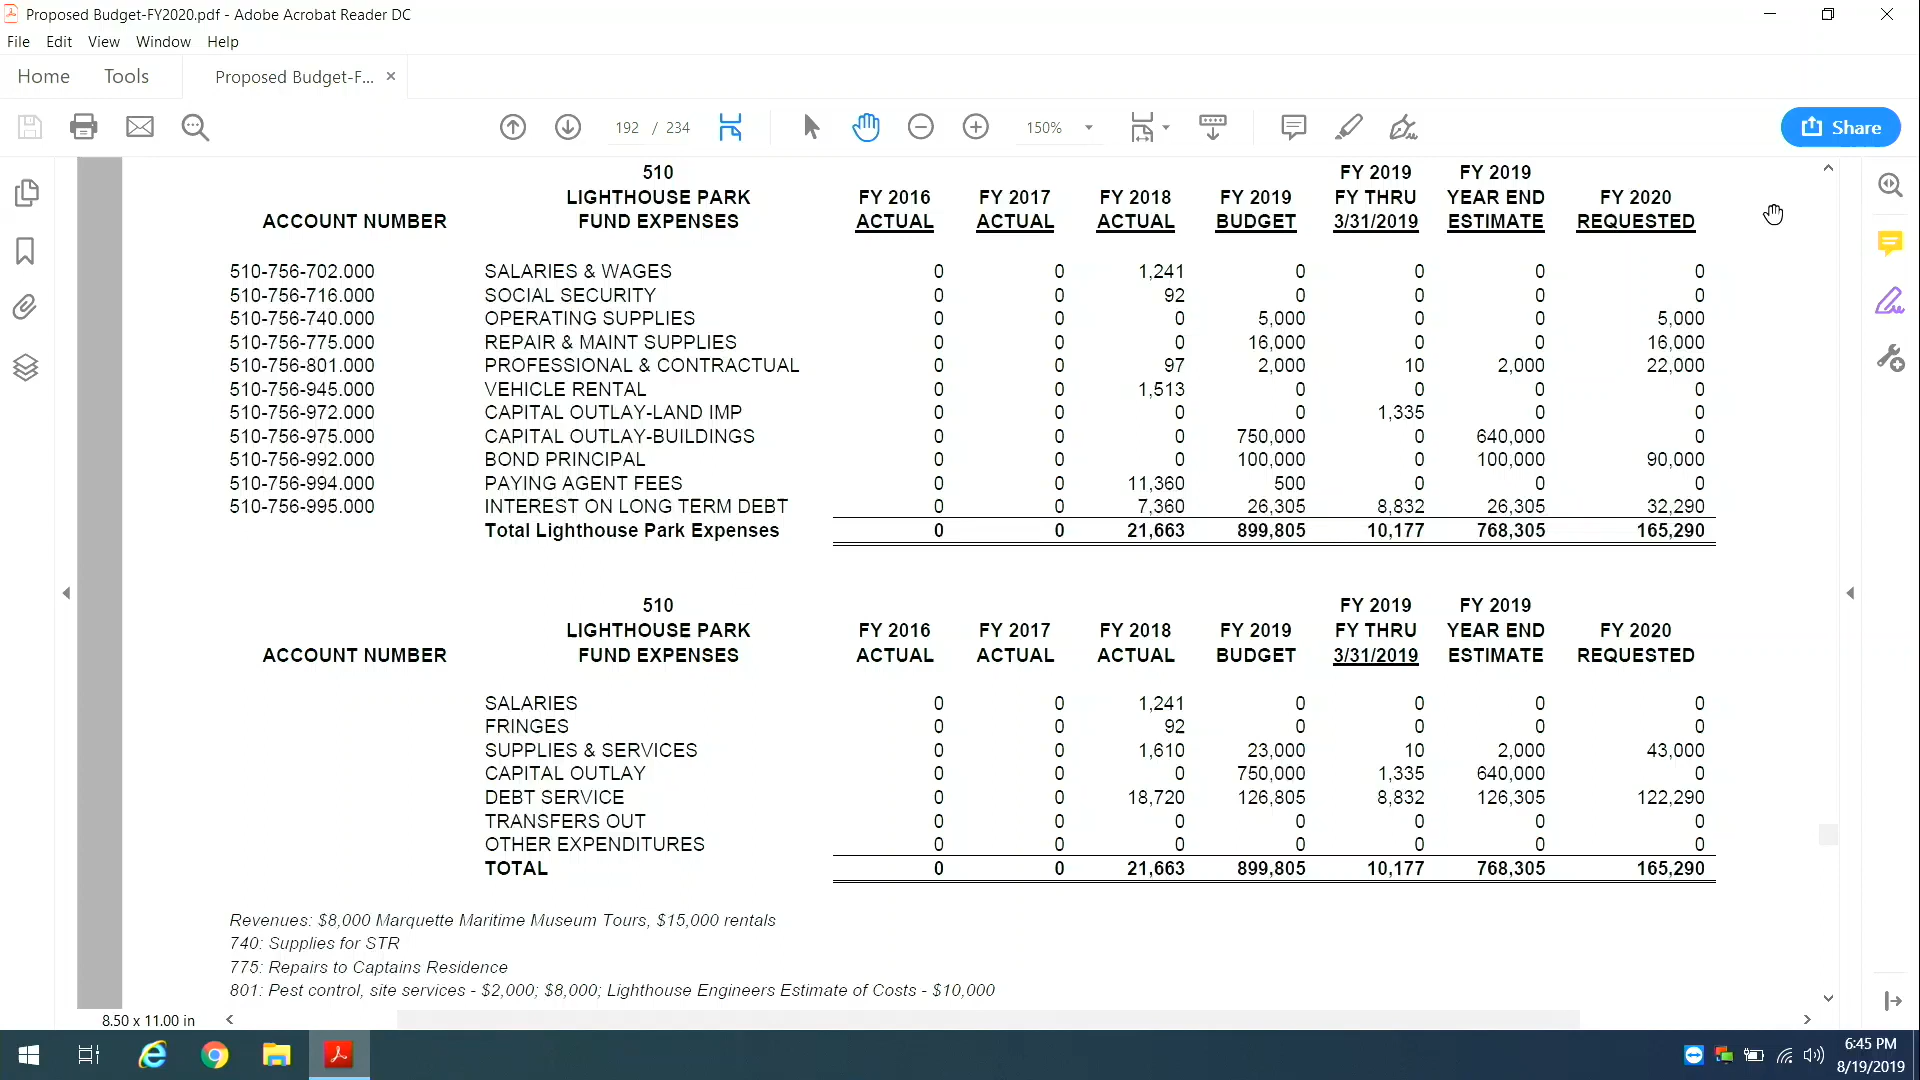 Proposed Budget-FY2020.pdf - Adobe Acrobat Reader DC
File Edit View Window Help
Home Tools Proposed Budget-F... ×
192 / 234 150% Share
510
LIGHTHOUSE PARK
FUND EXPENSES
ACCOUNT NUMBER
FY 2016 ACTUAL
FY 2017 ACTUAL
FY 2018 ACTUAL
FY 2019 BUDGET
FY 2019 FY THRU 3/31/2019
FY 2019 YEAR END ESTIMATE
FY 2020 REQUESTED
510-756-702.000 SALARIES & WAGES 0 0 1,241 0 0 0 0
510-756-716.000 SOCIAL SECURITY 0 0 92 0 0 0 0
510-756-740.000 OPERATING SUPPLIES 0 0 0 5,000 0 0 5,000
510-756-775.000 REPAIR & MAINT SUPPLIES 0 0 0 16,000 0 0 16,000
510-756-801.000 PROFESSIONAL & CONTRACTUAL 0 0 97 2,000 10 2,000 22,000
510-756-945.000 VEHICLE RENTAL 0 0 1,513 0 0 0 0
510-756-972.000 CAPITAL OUTLAY-LAND IMP 0 0 0 0 1,335 0 0
510-756-975.000 CAPITAL OUTLAY-BUILDINGS 0 0 0 750,000 0 640,000 0
510-756-992.000 BOND PRINCIPAL 0 0 0 100,000 0 100,000 90,000
510-756-994.000 PAYING AGENT FEES 0 0 11,360 500 0 0 0
510-756-995.000 INTEREST ON LONG TERM DEBT 0 0 7,360 26,305 8,832 26,305 32,290
Total Lighthouse Park Expenses 0 0 21,663 899,805 10,177 768,305 165,290
510
LIGHTHOUSE PARK
FUND EXPENSES
ACCOUNT NUMBER
FY 2016 ACTUAL
FY 2017 ACTUAL
FY 2018 ACTUAL
FY 2019 BUDGET
FY 2019 FY THRU 3/31/2019
FY 2019 YEAR END ESTIMATE
FY 2020 REQUESTED
SALARIES 0 0 1,241 0 0 0 0
FRINGES 0 0 92 0 0 0 0
SUPPLIES & SERVICES 0 0 1,610 23,000 10 2,000 43,000
CAPITAL OUTLAY 0 0 0 750,000 1,335 640,000 0
DEBT SERVICE 0 0 18,720 126,805 8,832 126,305 122,290
TRANSFERS OUT 0 0 0 0 0 0 0
OTHER EXPENDITURES 0 0 0 0 0 0 0
TOTAL 0 0 21,663 899,805 10,177 768,305 165,290
Revenues: $8,000 Marquette Maritime Museum Tours, $15,000 rentals
740: Supplies for STR
775: Repairs to Captains Residence
801: Pest control, site services - $2,000; $8,000; Lighthouse Engineers Estimate of Costs - $10,000
8.50 x 11.00 in
6:45 PM
8/19/2019